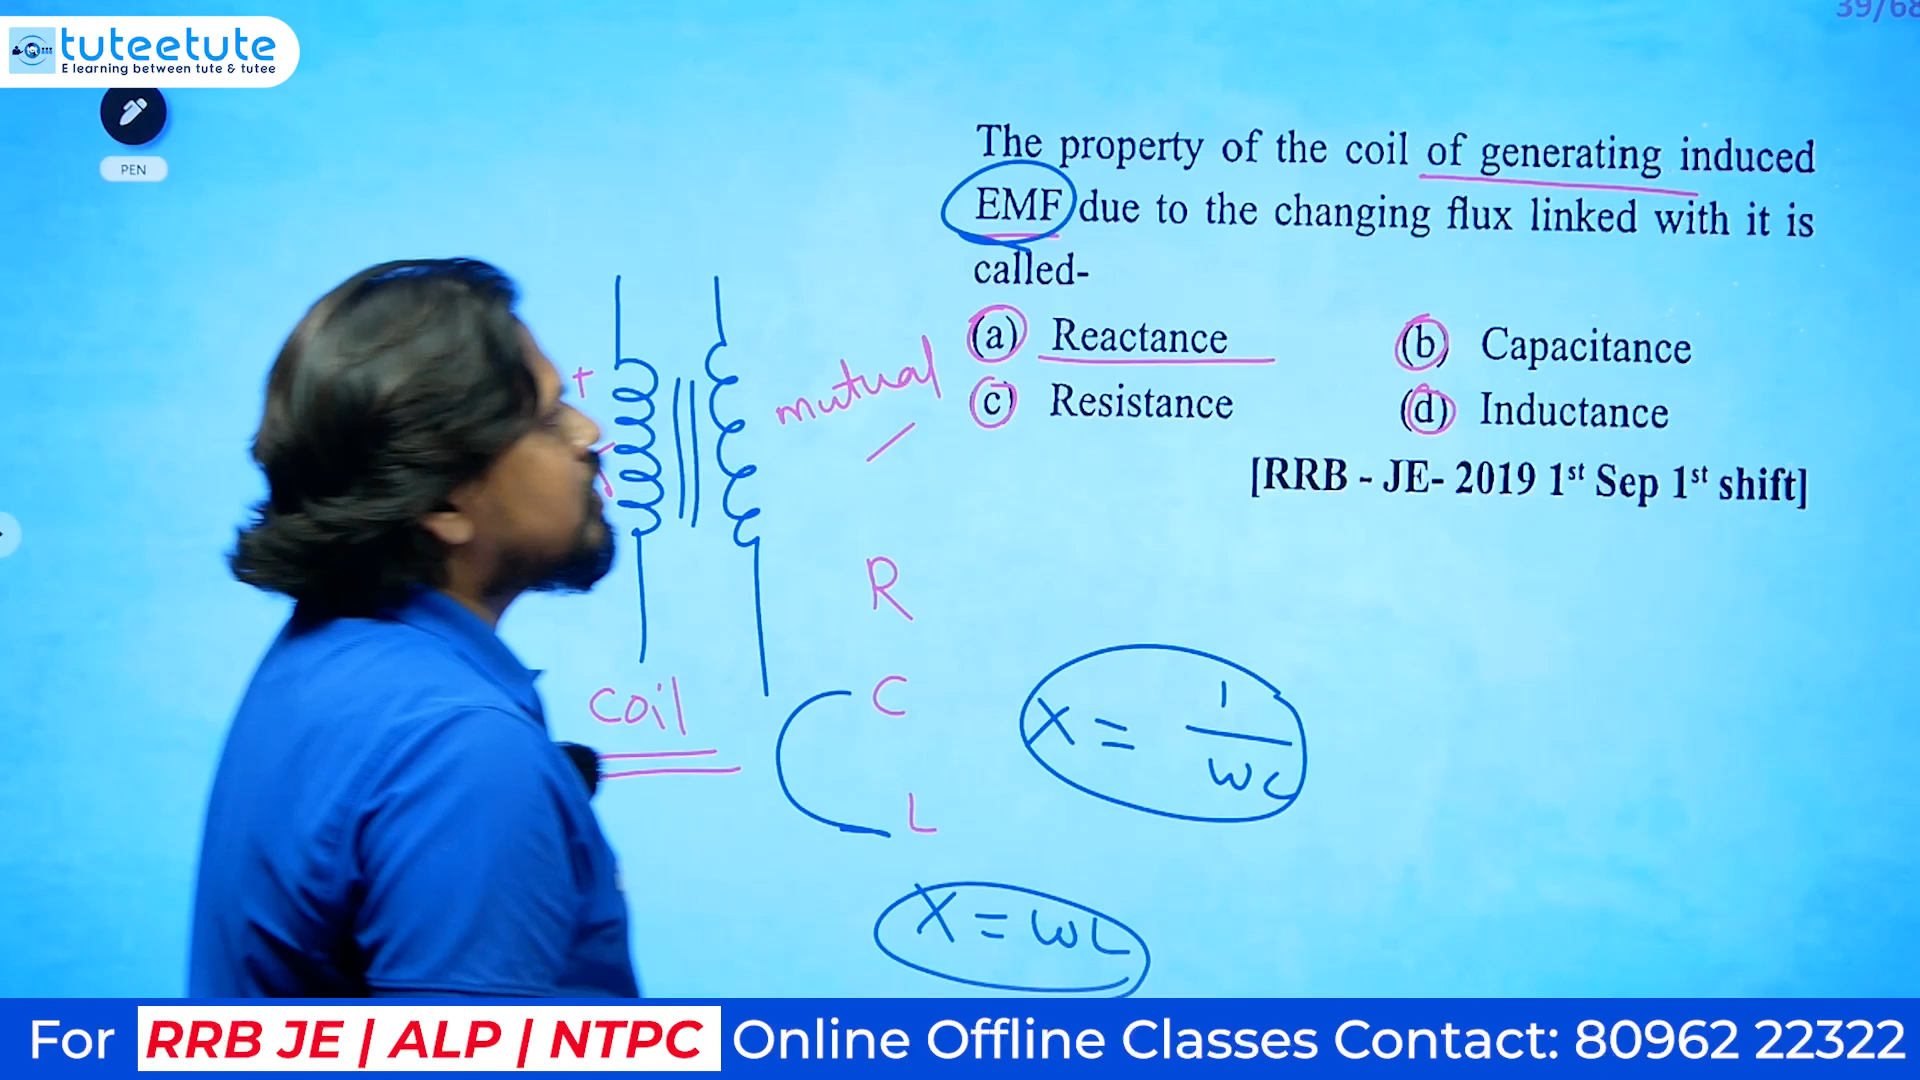 39/68
tuteetute
E learning between tute & tutee
PEN
The property of the coil of generating induced
EMF due to the changing flux linked with it is
called-
(a) Reactance
(b) Capacitance
(c) Resistance
(d) Inductance
[RRB - JE- 2019 1st Sep 1st shift]
+
mutual
R
coil
C
L
X = 1/ωC
X = ωL
For RRB JE | ALP | NTPC Online Offline Classes Contact: 80962 22322